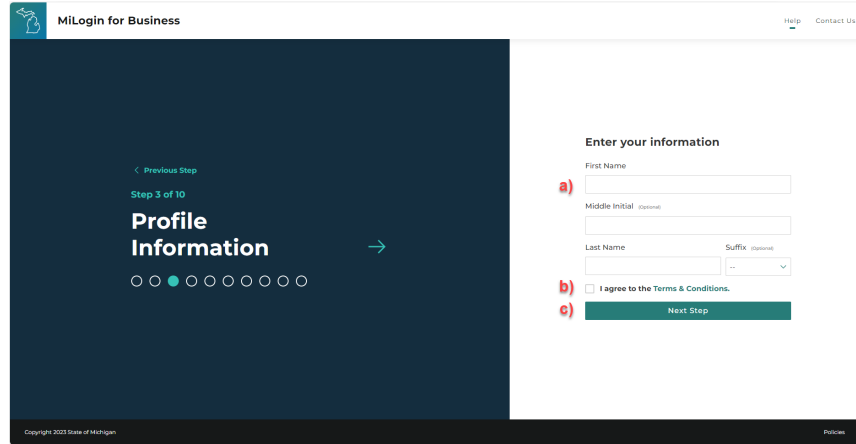 MiLogin for Business
Help Contact Us
Previous Step
Step 3 of 10
Profile
Information
Enter your information
First Name
a)
Middle Initial (Optional)
Last Name Suffix (Optional)
--
b) I agree to the Terms & Conditions.
c) Next Step
Copyright 2023 State of Michigan Policies